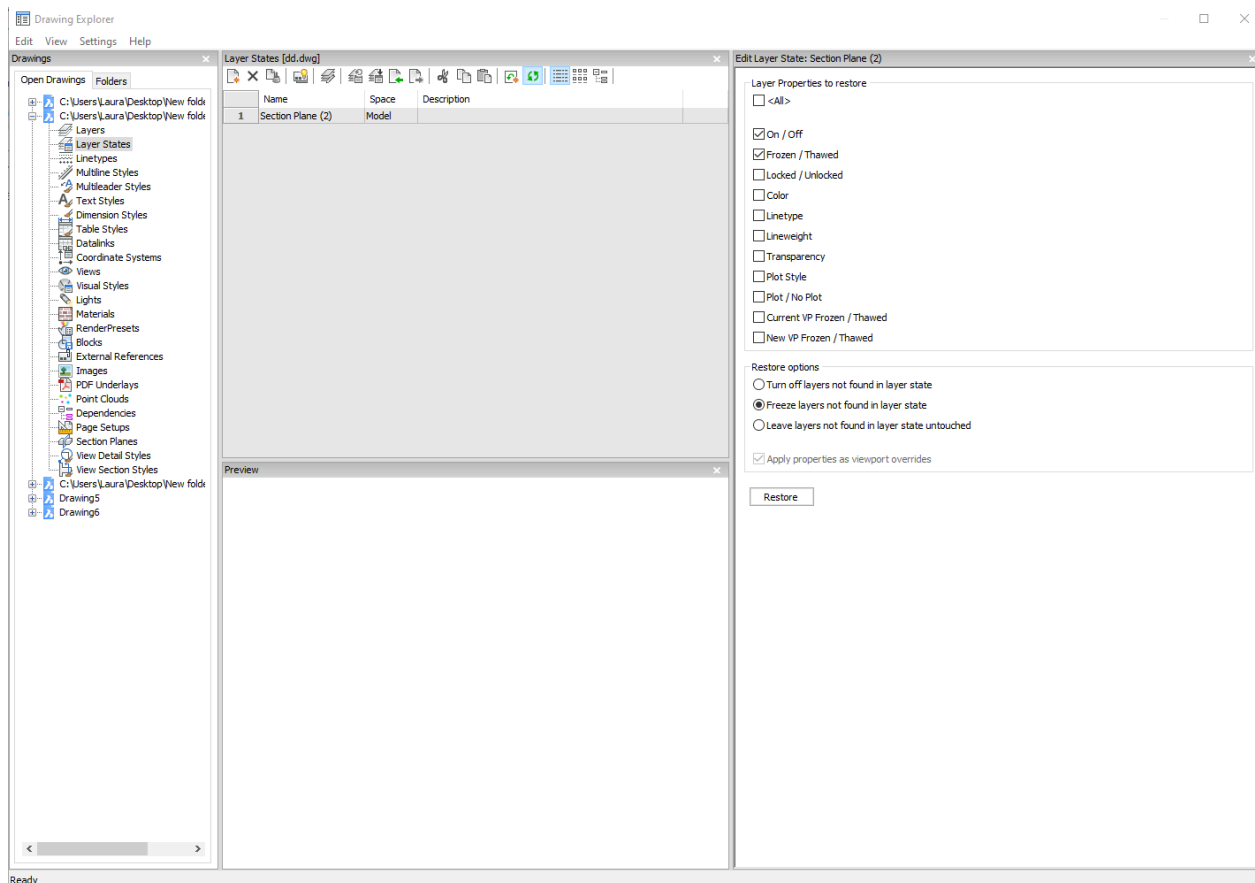 Drawing Explorer
Edit View Settings Help
Drawings
Open Drawings Folders
C:\Users\Laura\Desktop\New folde
C:\Users\Laura\Desktop\New folde
Layers
Layer States
Linetypes
Multiline Styles
Multileader Styles
Text Styles
Dimension Styles
Table Styles
Datalinks
Coordinate Systems
Views
Visual Styles
Lights
Materials
RenderPresets
Blocks
External References
Images
PDF Underlays
Point Clouds
Dependencies
Page Setups
Section Planes
View Detail Styles
View Section Styles
C:\Users\Laura\Desktop\New folde
Drawing5
Drawing6
Layer States [dd.dwg]
Name Space Description
1 Section Plane (2) Model
Preview
Edit Layer State: Section Plane (2)
Layer Properties to restore
<All>
On / Off
Frozen / Thawed
Locked / Unlocked
Color
Linetype
Lineweight
Transparency
Plot Style
Plot / No Plot
Current VP Frozen / Thawed
New VP Frozen / Thawed
Restore options
Turn off layers not found in layer state
Freeze layers not found in layer state
Leave layers not found in layer state untouched
Apply properties as viewport overrides
Restore
Ready